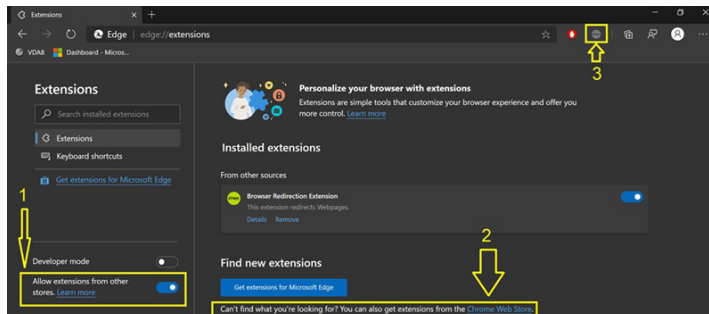 Extensions
Edge
edge://extensions
VDA8
Dashboard - Micros...
3
Extensions
Search installed extensions
Extensions
Keyboard shortcuts
Get extensions for Microsoft Edge
1
Developer mode
Allow extensions from other
stores. Learn more
Personalize your browser with extensions
Extensions are simple tools that customize your browser experience and offer you
more control. Learn more
Installed extensions
From other sources
Browser Redirection Extension
This extension redirects Webpages.
Details Remove
2
Find new extensions
Get extensions for Microsoft Edge
Can't find what you're looking for? You can also get extensions from the Chrome Web Store.